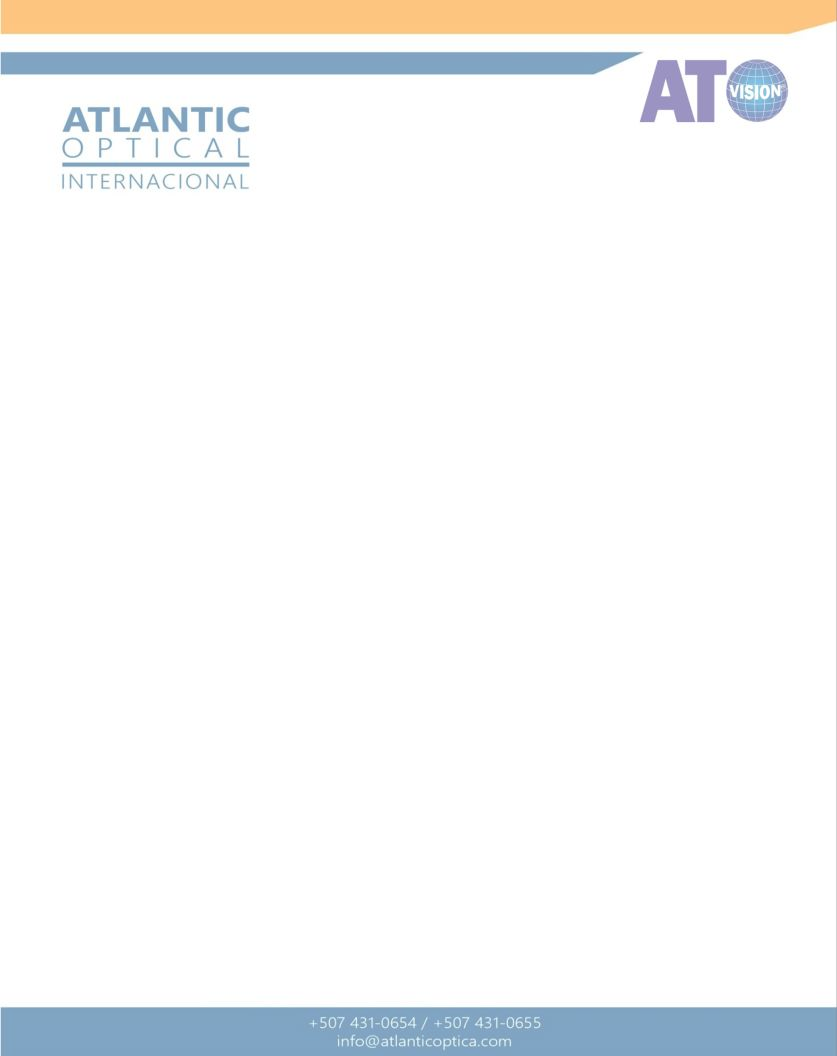 ATLANTIC
OPTICAL
INTERNACIONAL
AT VISION
+507 431-0654 / +507 431-0655
info@atlanticoptica.com